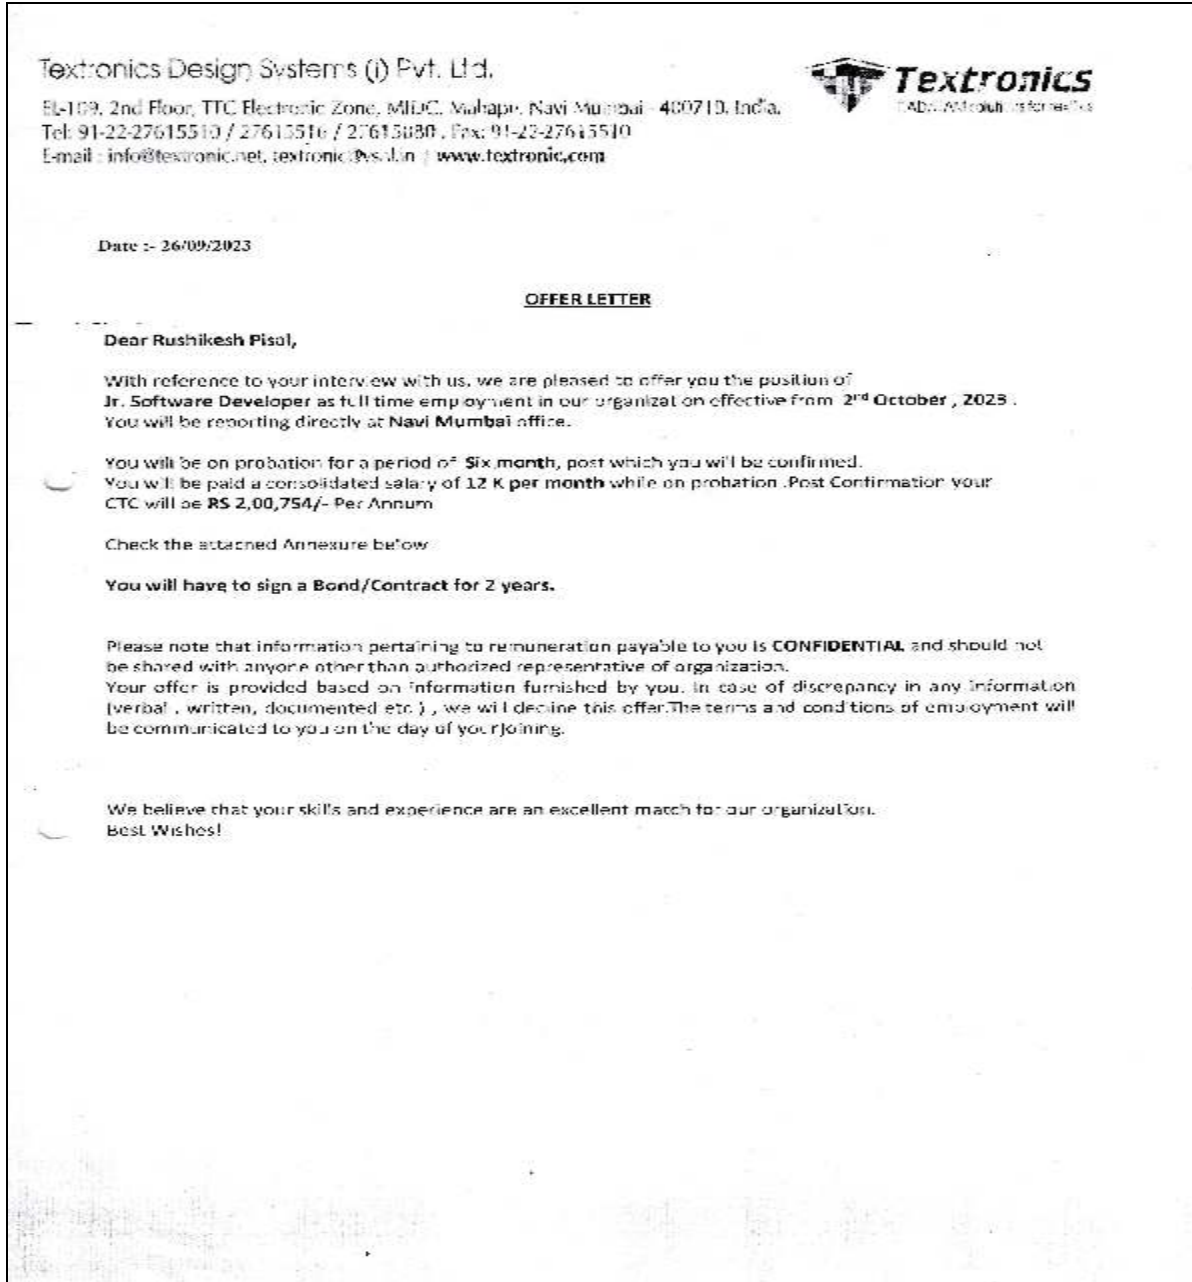 Textronics Design Systems (i) Pvt. Ltd.
Textronics
EL-109, 2nd Floor, TTC Electronic Zone, MIDC, Mahape, Navi Mumbai - 400710, India.
Tel: 91-22-27615510 / 27615516 / Fax: 91-22-27615510
E-mail : info@textronic.net, | www.textronic.com
Date :- 26/09/2023
OFFER LETTER
Dear Rushikesh Pisal,
With reference to your interview with us, we are pleased to offer you the position of
Jr. Software Developer as full time employment in our organization effective from 2rd October , 2023 .
You will be reporting directly at Navi Mumbai office.
You will be on probation for a period of Six month, post which you will be confirmed.
You will be paid a consolidated salary of 12 K per month while on probation .Post Confirmation your
CTC will be RS 2,00,754/- Per Annum
Check the attached Annexure below
You will have to sign a Bond/Contract for 2 years.
Please note that information pertaining to remuneration payable to you is CONFIDENTIAL and should not
be shared with anyone other than authorized representative of organization.
Your offer is provided based on information furnished by you. In case of discrepancy in any information
(verbal , written, documented etc.) , we will decline this offer.The terms and conditions of employment will
be communicated to you on the day of your joining.
We believe that your skills and experience are an excellent match for our organization.
Best Wishes!